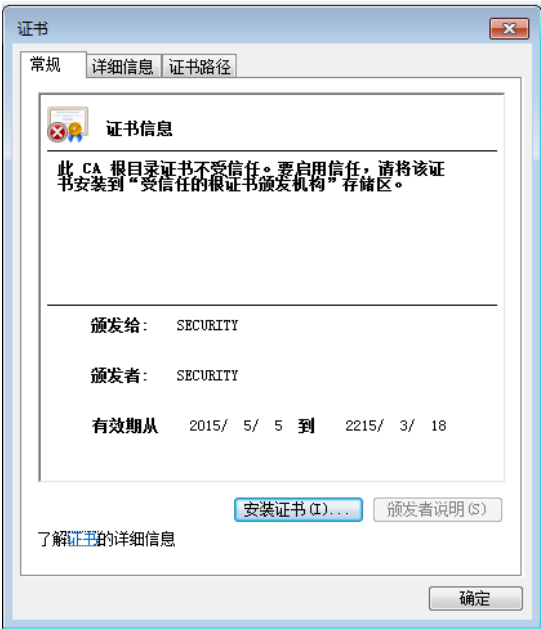 证书
常规 详细信息 证书路径
证书信息
此 CA 根目录证书不受信任。要启用信任，请将该证
书安装到“受信任的根证书颁发机构”存储区。
颁发给： SECURITY
颁发者： SECURITY
有效期从 2015/ 5/ 5 到 2215/ 3/ 18
安装证书(I)... 颁发者说明(S)
了解证书的详细信息
确定